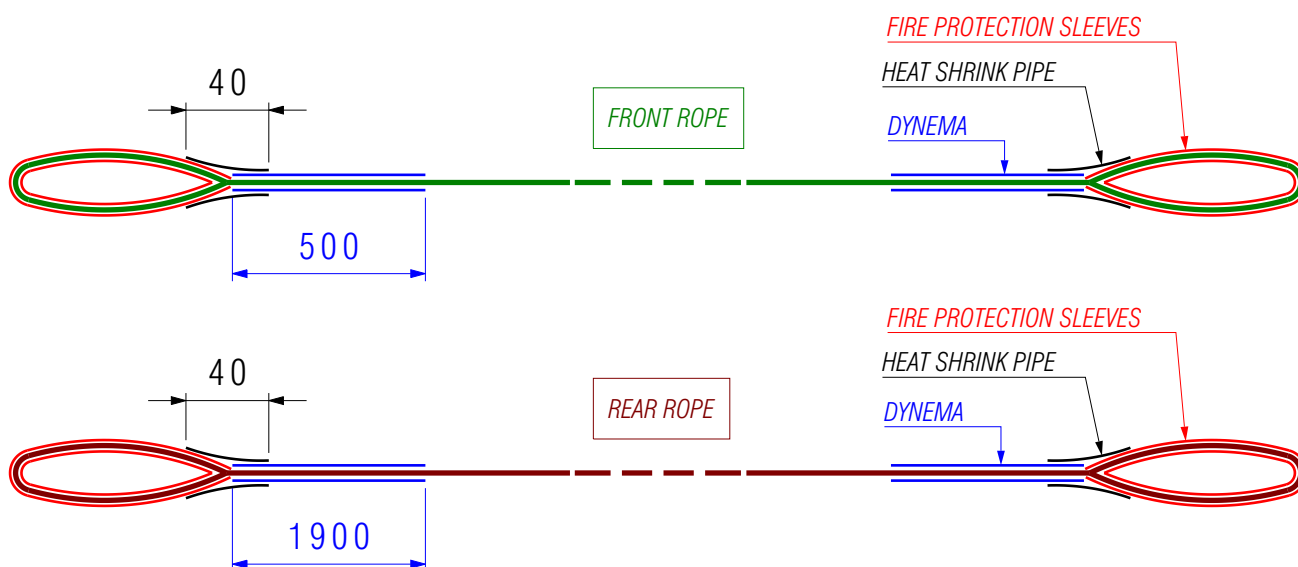 FIRE PROTECTION SLEEVES
40
HEAT SHRINK PIPE
FRONT ROPE
DYNEMA
500
FIRE PROTECTION SLEEVES
40
HEAT SHRINK PIPE
REAR ROPE
DYNEMA
1900